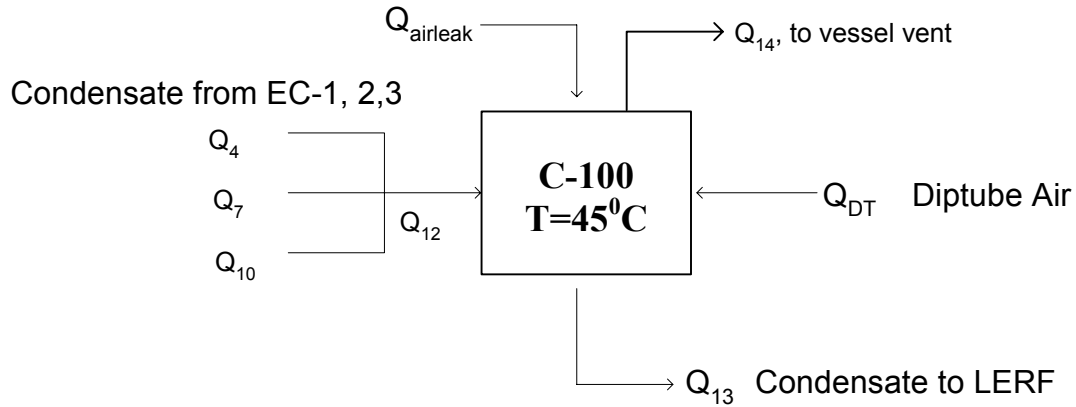 Q_airleak
Q_14, to vessel vent
Condensate from EC-1, 2,3
Q_4
C-100
T=45⁰C
Q_7
Q_DT Diptube Air
Q_12
Q_10
Q_13 Condensate to LERF